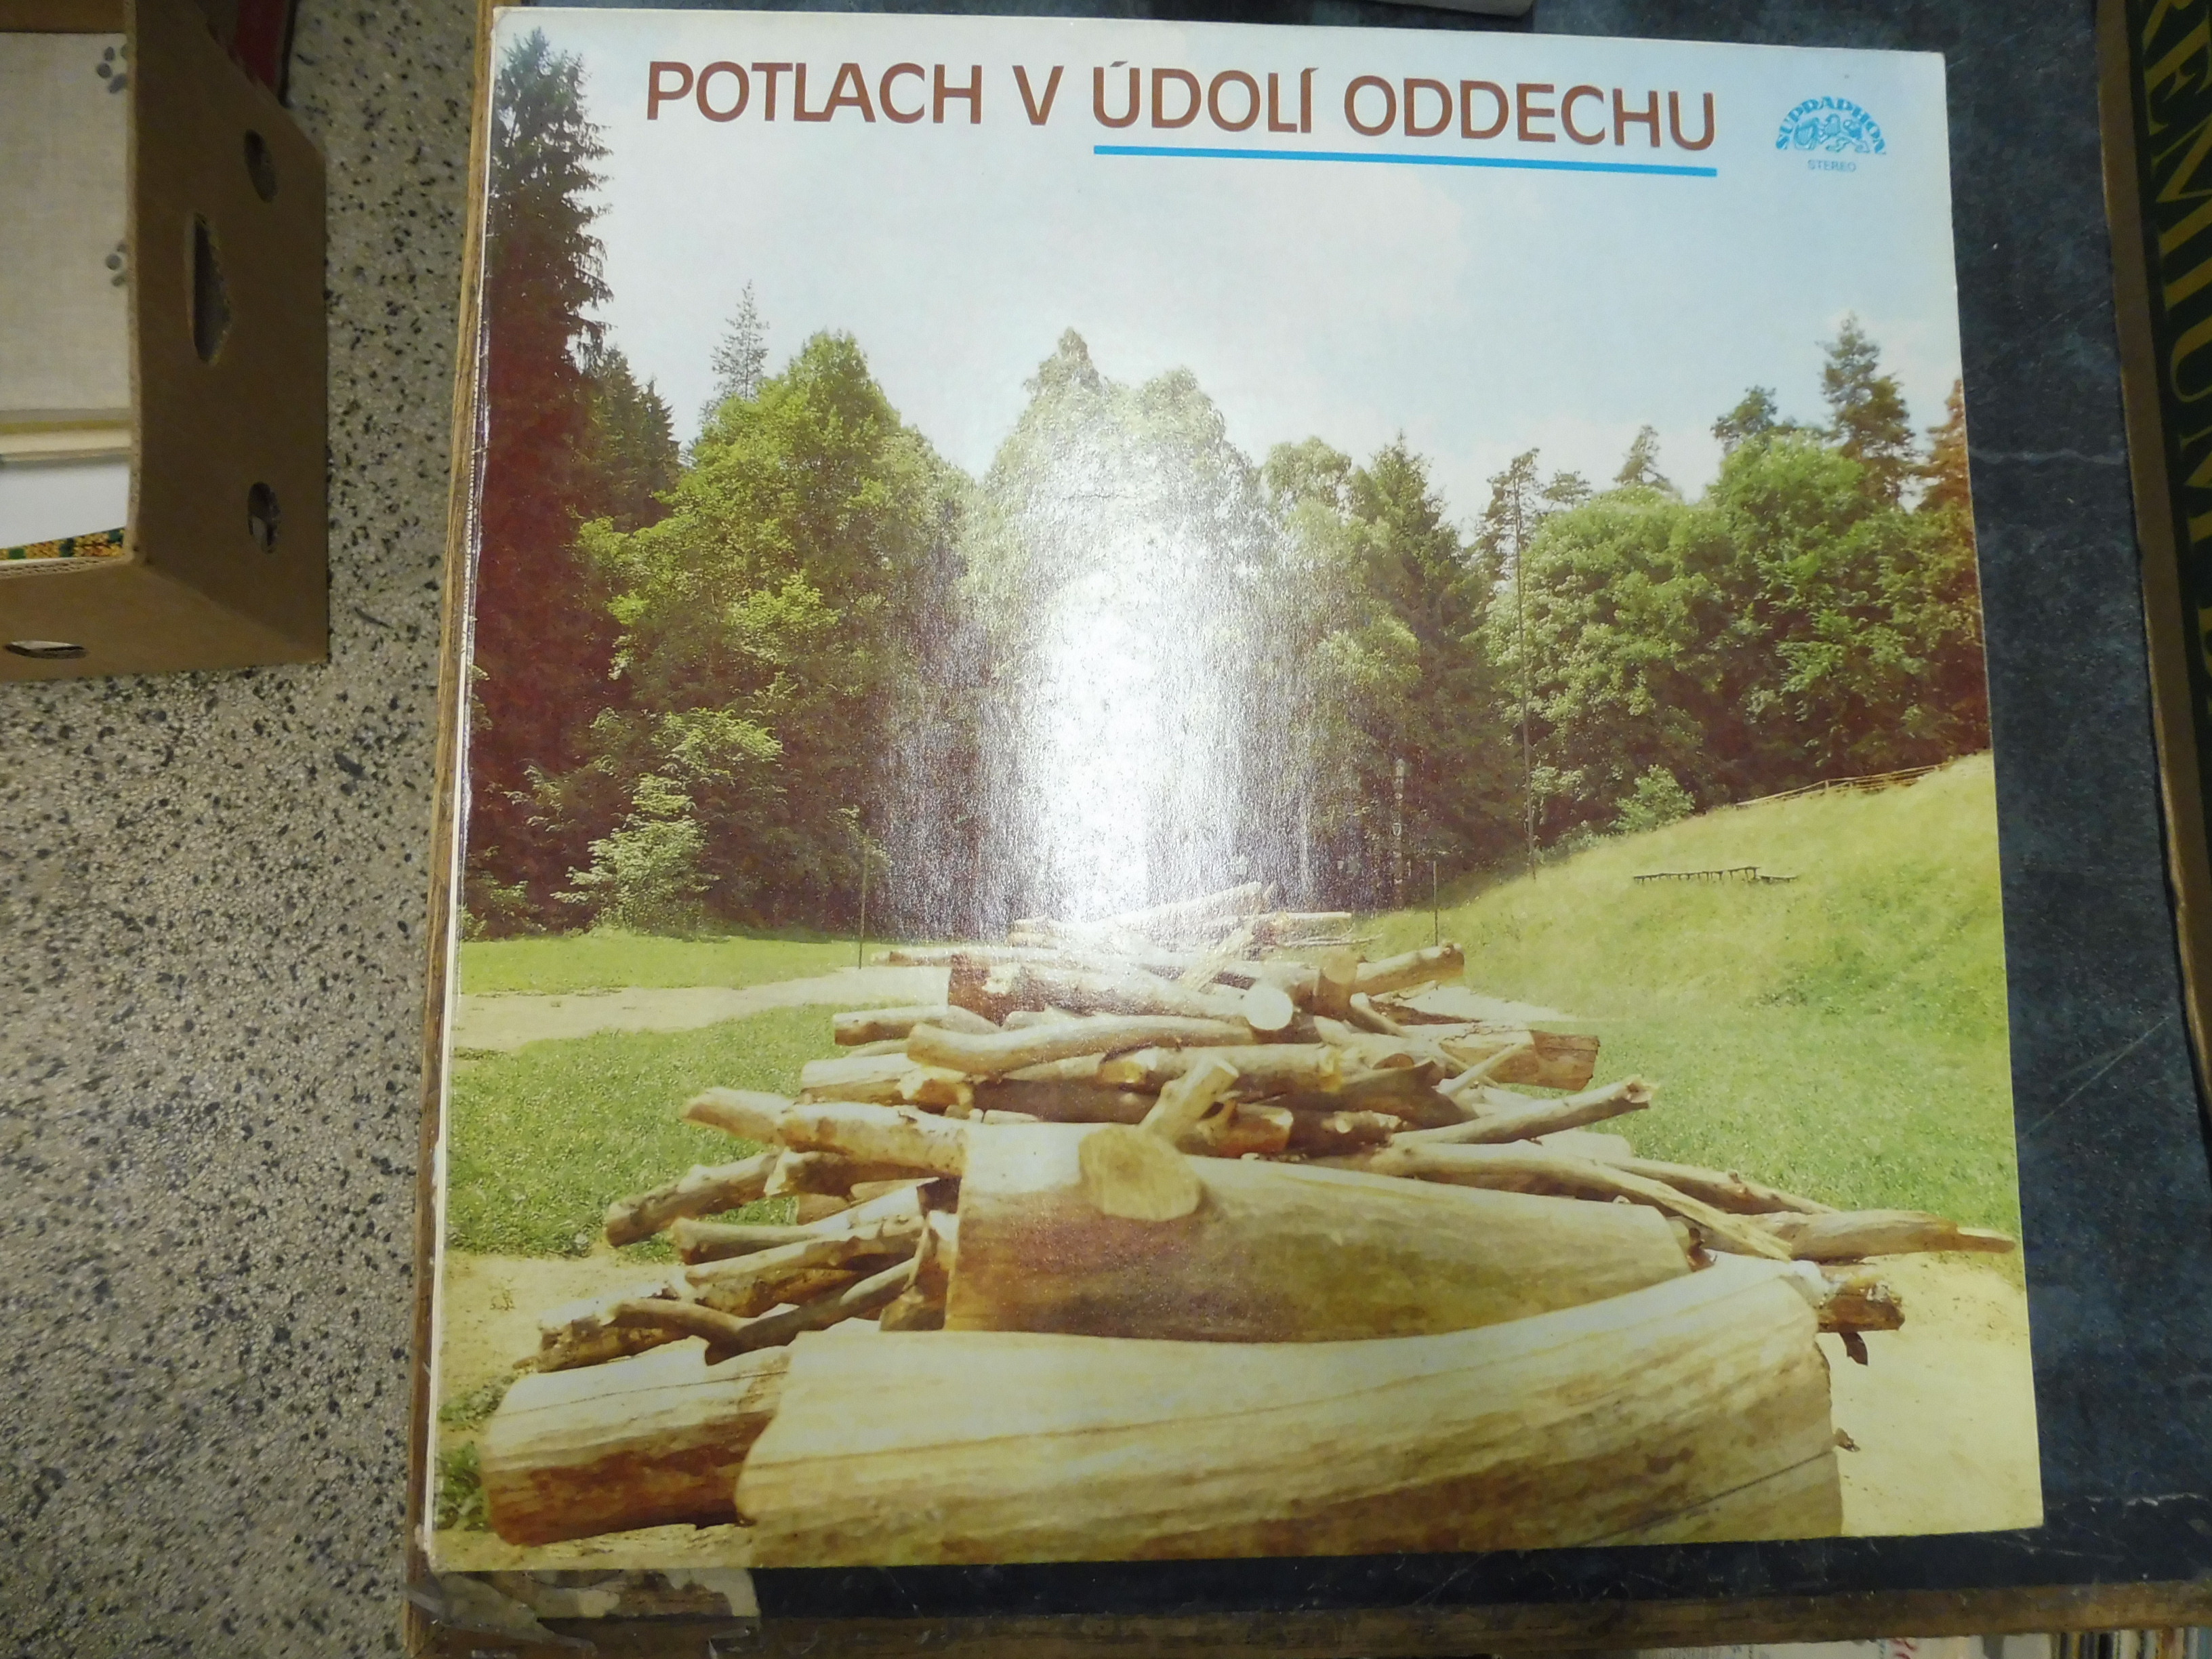 POTLACH V ÚDOLÍ ODDECHU
SUPRAPHON
STEREO